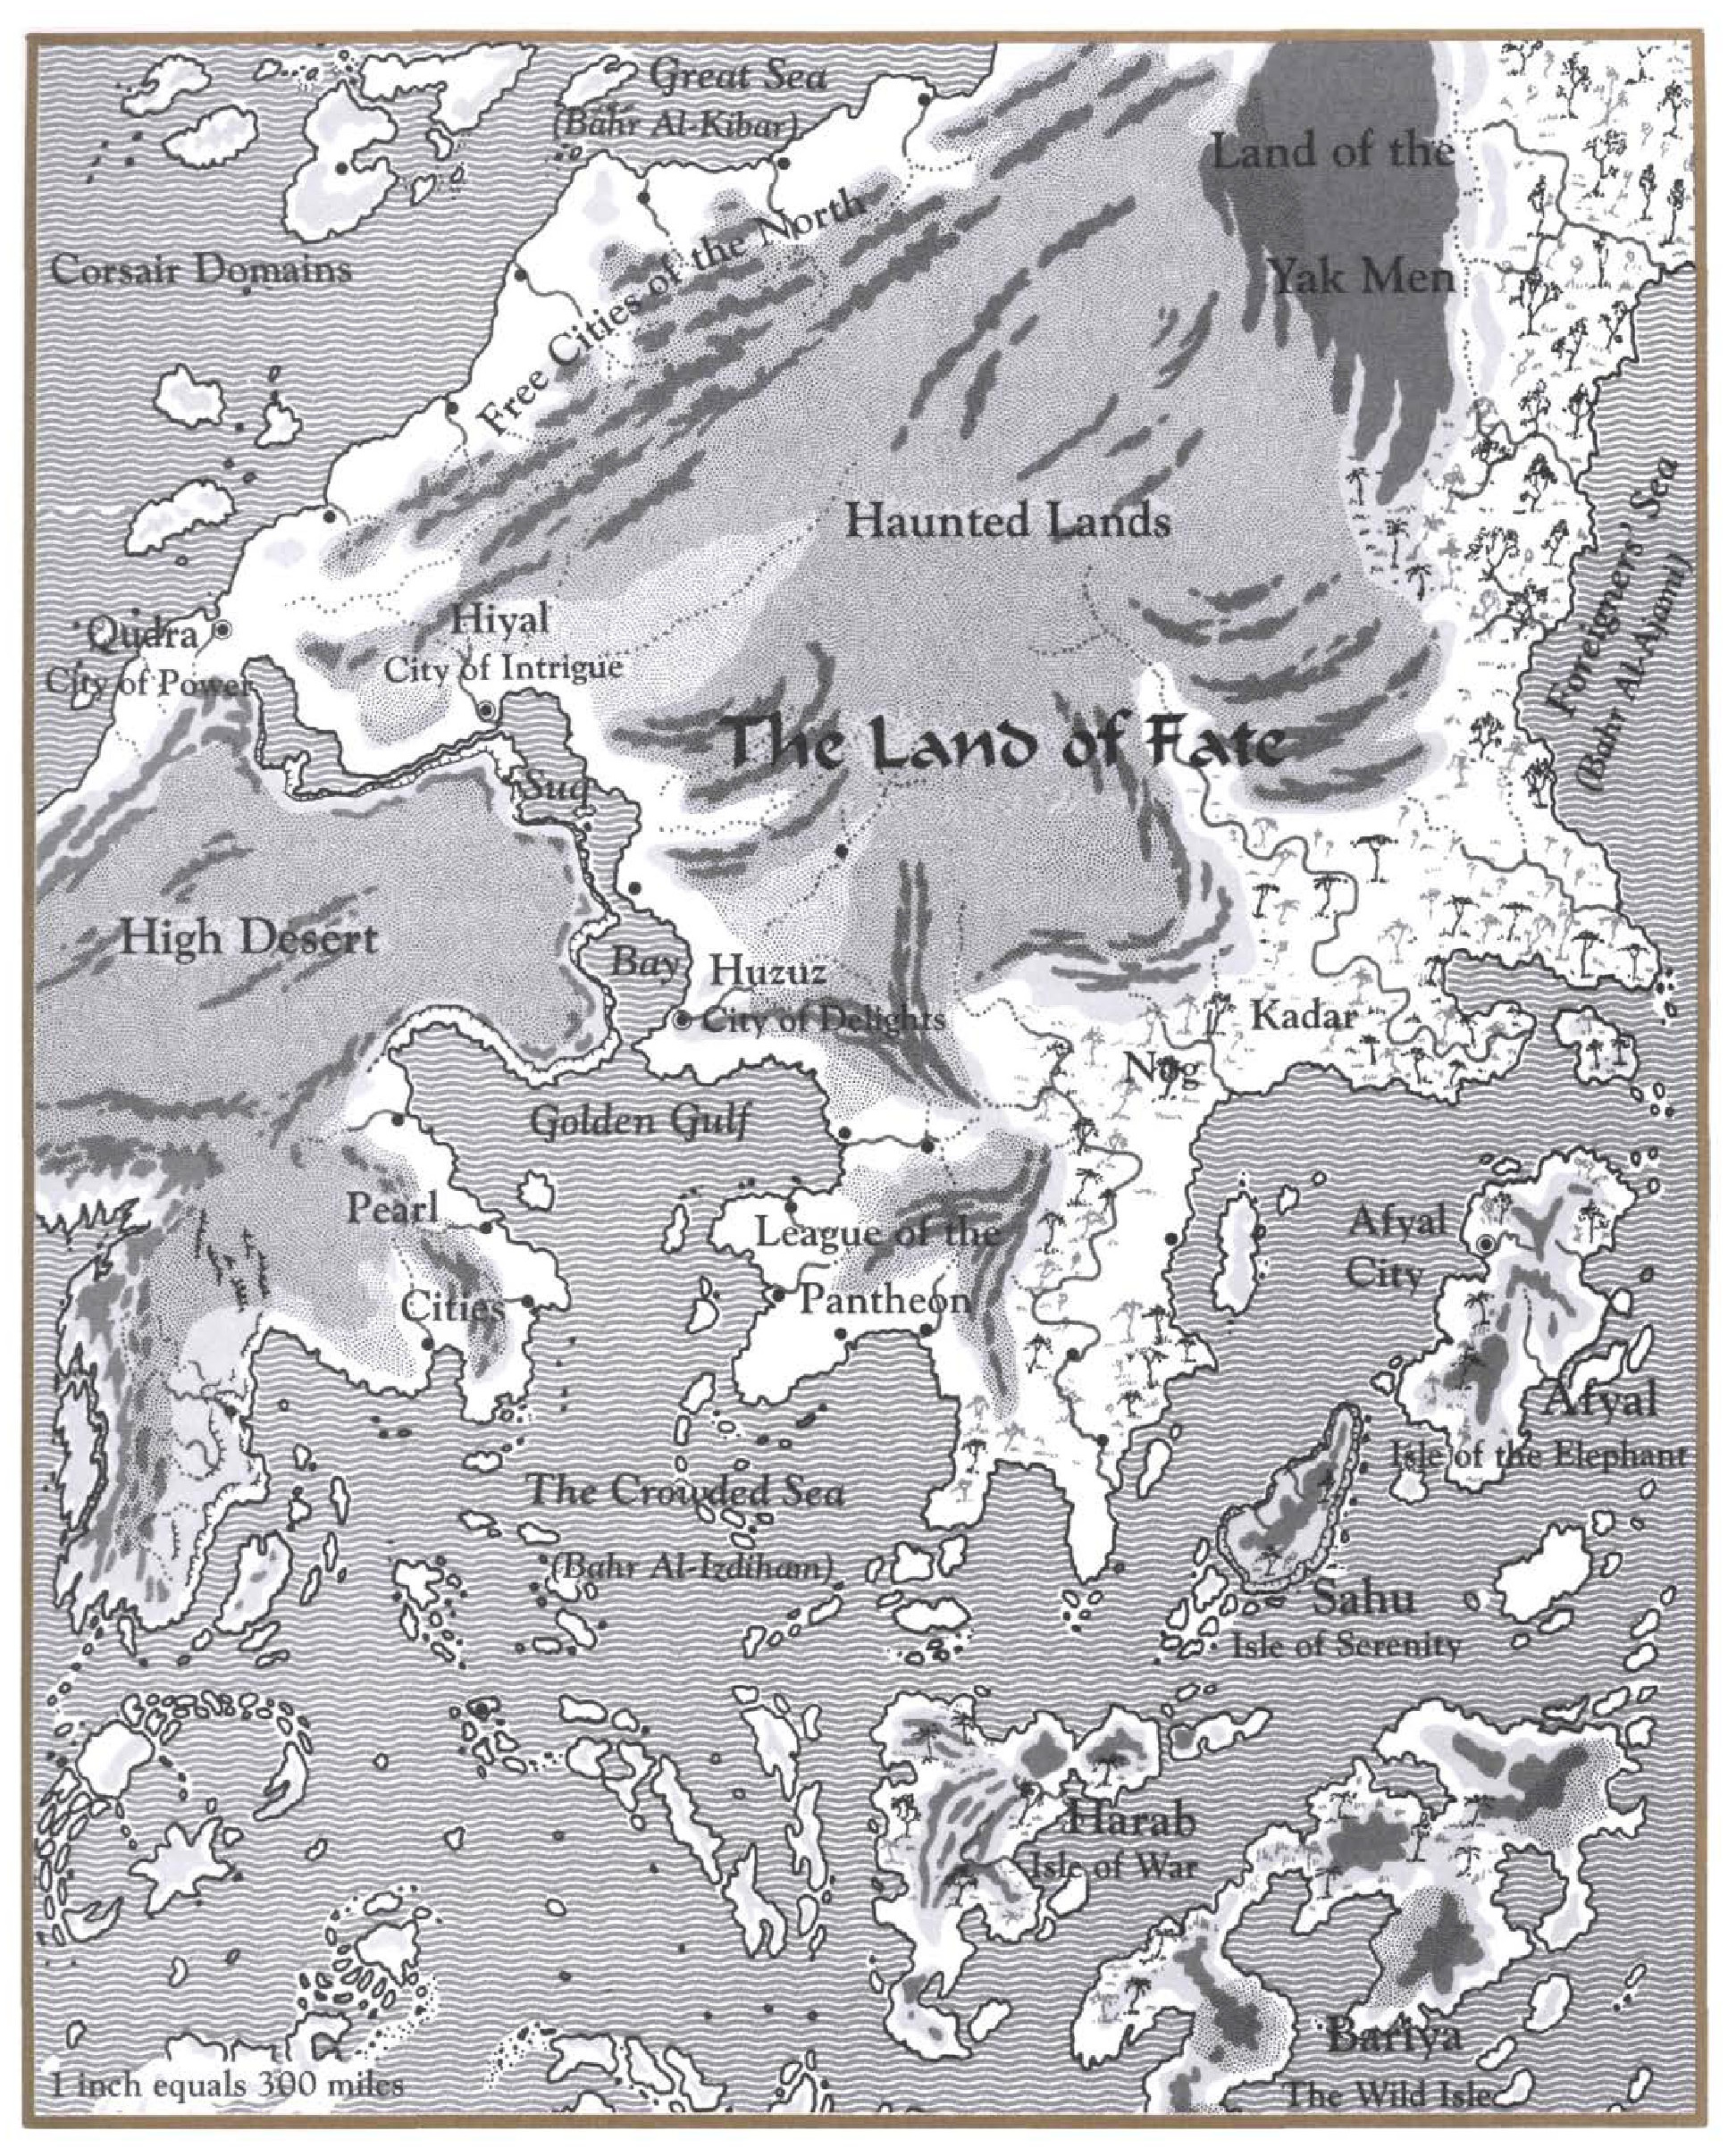 Great Sea
(Bahr Al-Kibar)
Land of the
Yak Men
Corsair Domains
Free Cities of the North
Haunted Lands
Foreigners' Sea
(Bahr Al-Ajami)
Qudra
City of Power
Hiyal
City of Intrigue
The Land of Fate
Suq
High Desert
Bay
Huzuz
City of Delights
Kadar
Nog
Golden Gulf
Pearl
Cities
League of the
Pantheon
Afyal
City
Afyal
Isle of the Elephant
The Crowded Sea
(Bahr Al-Izdiham)
Sahu
Isle of Serenity
Harab
Isle of War
Bariya
The Wild Isle
1 inch equals 300 miles